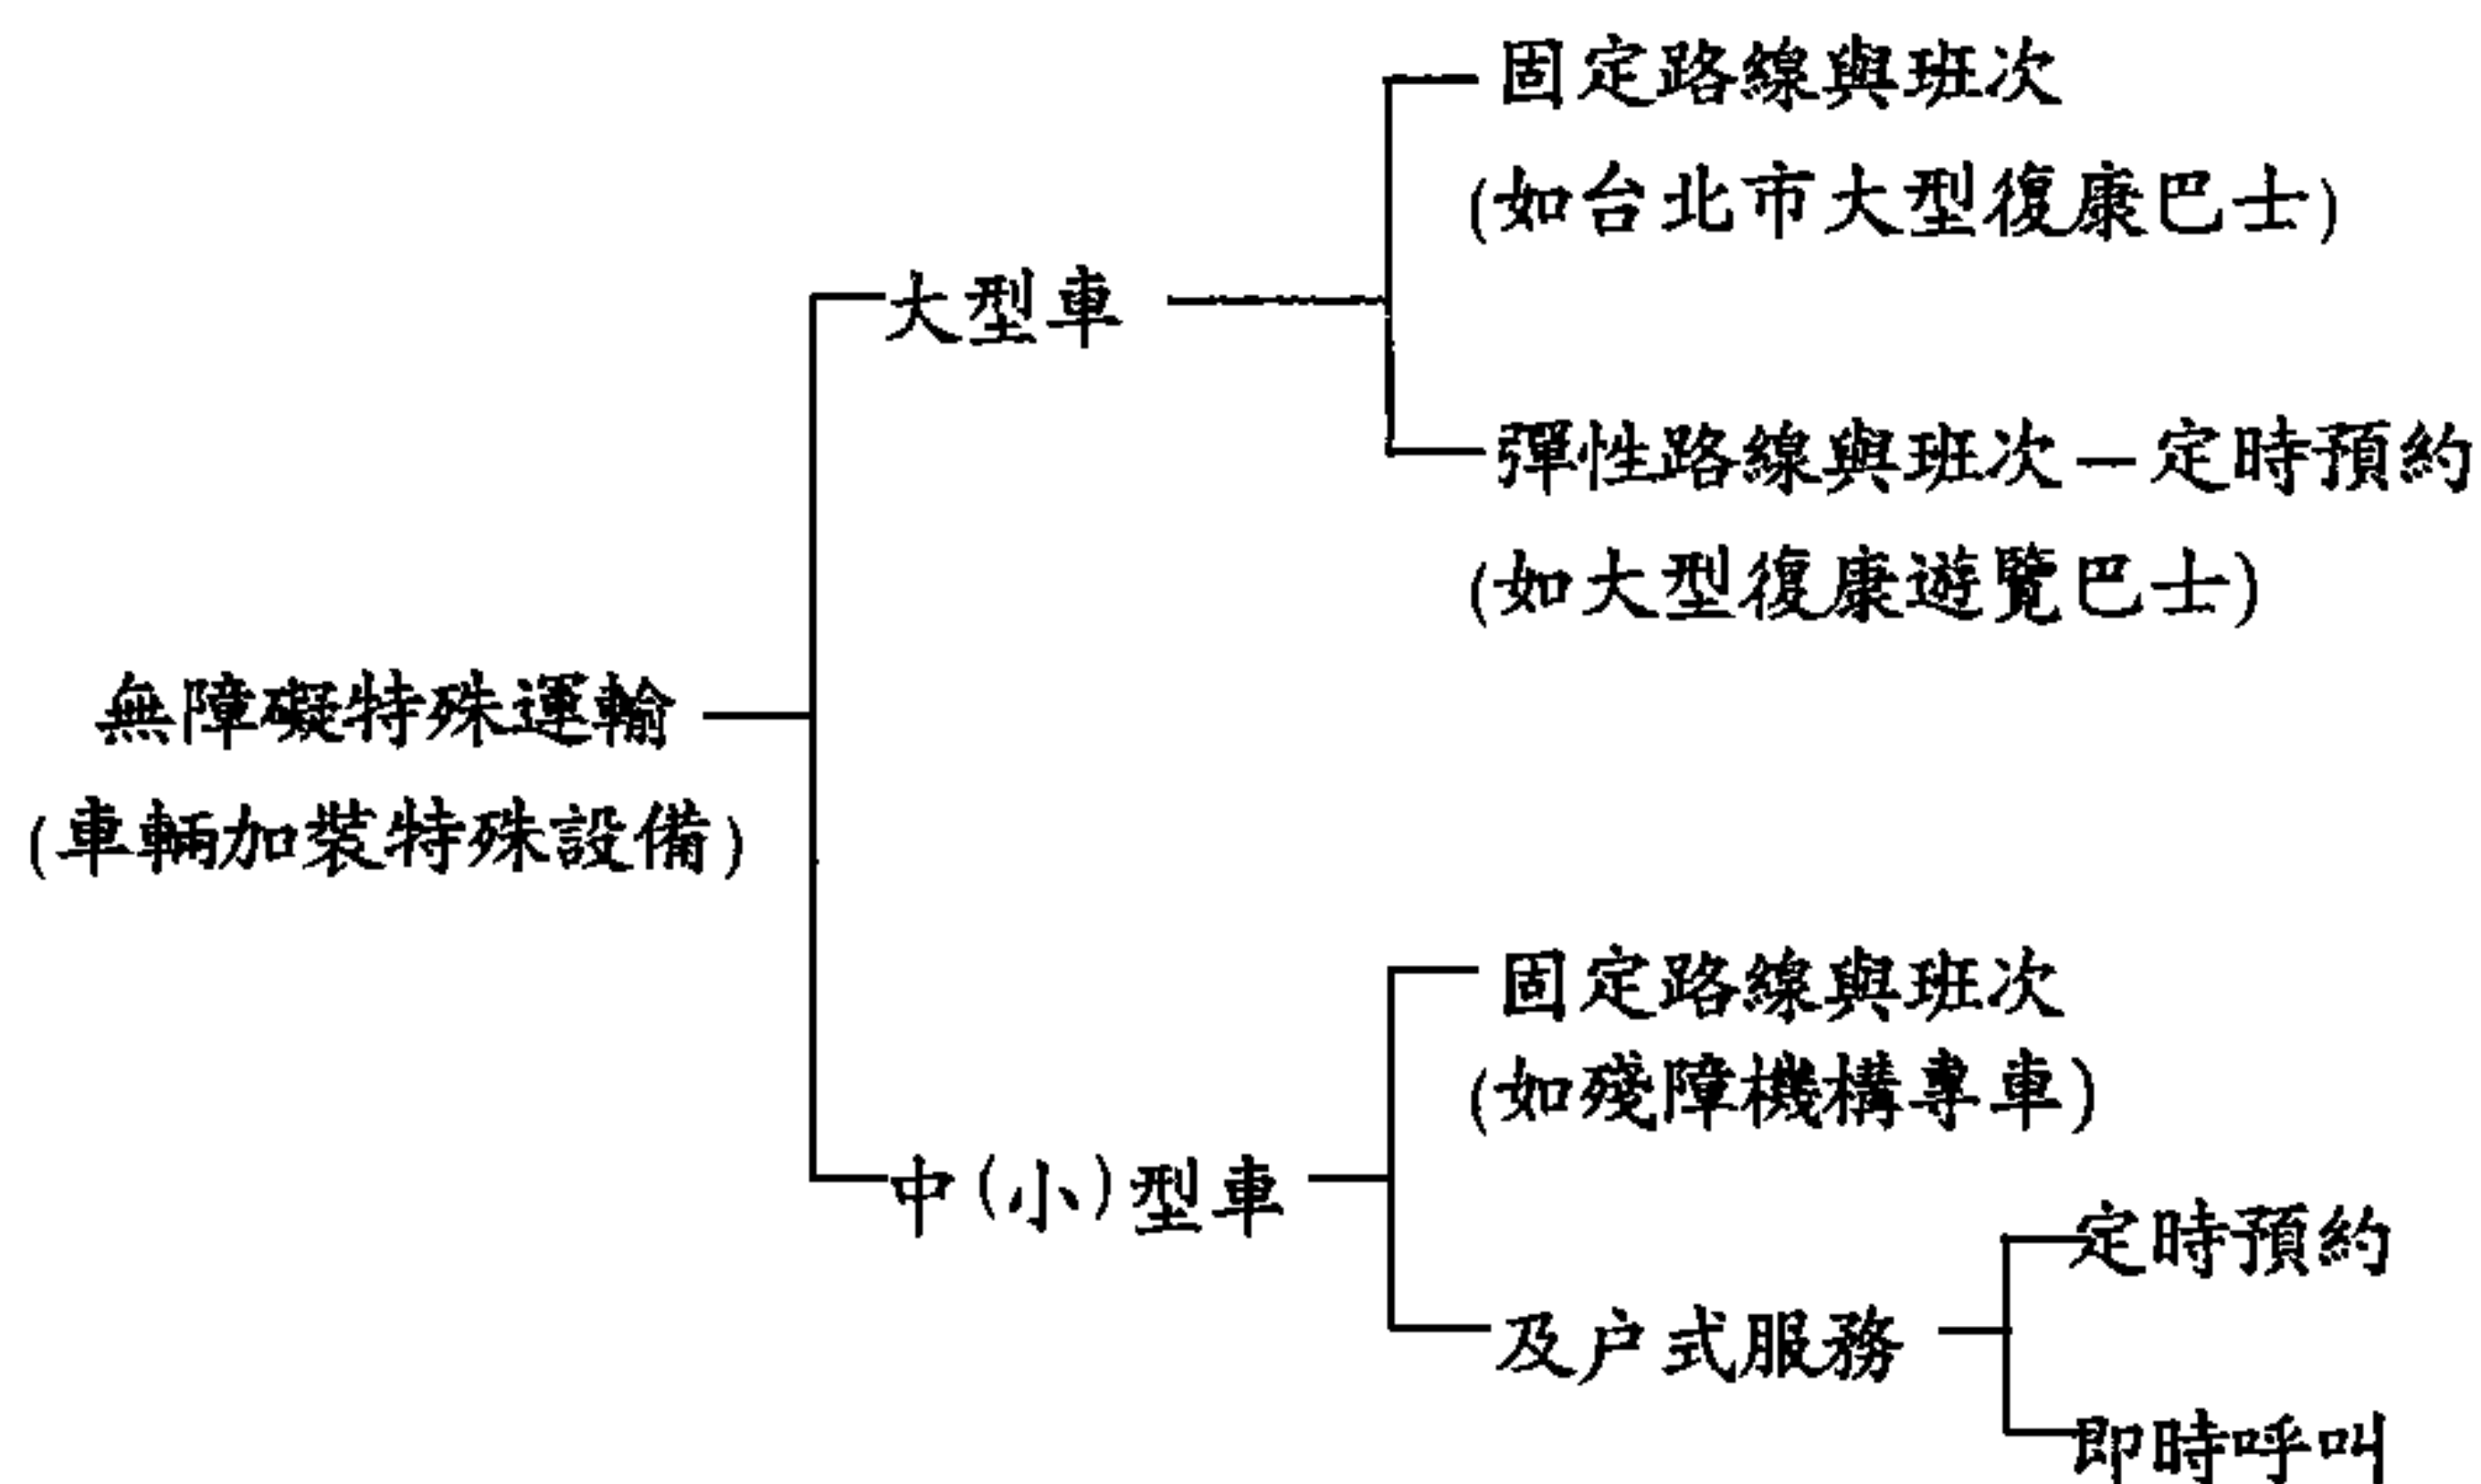 固定路線與班次
(如台北市大型復康巴士)
大型車
彈性路線與班次－定時預約
(如大型復康遊覽巴士)
無障礙特殊運輸
(車輛加裝特殊設備)
固定路線與班次
(如殘障機構專車)
中(小)型車
定時預約
及戶式服務
即時呼叫